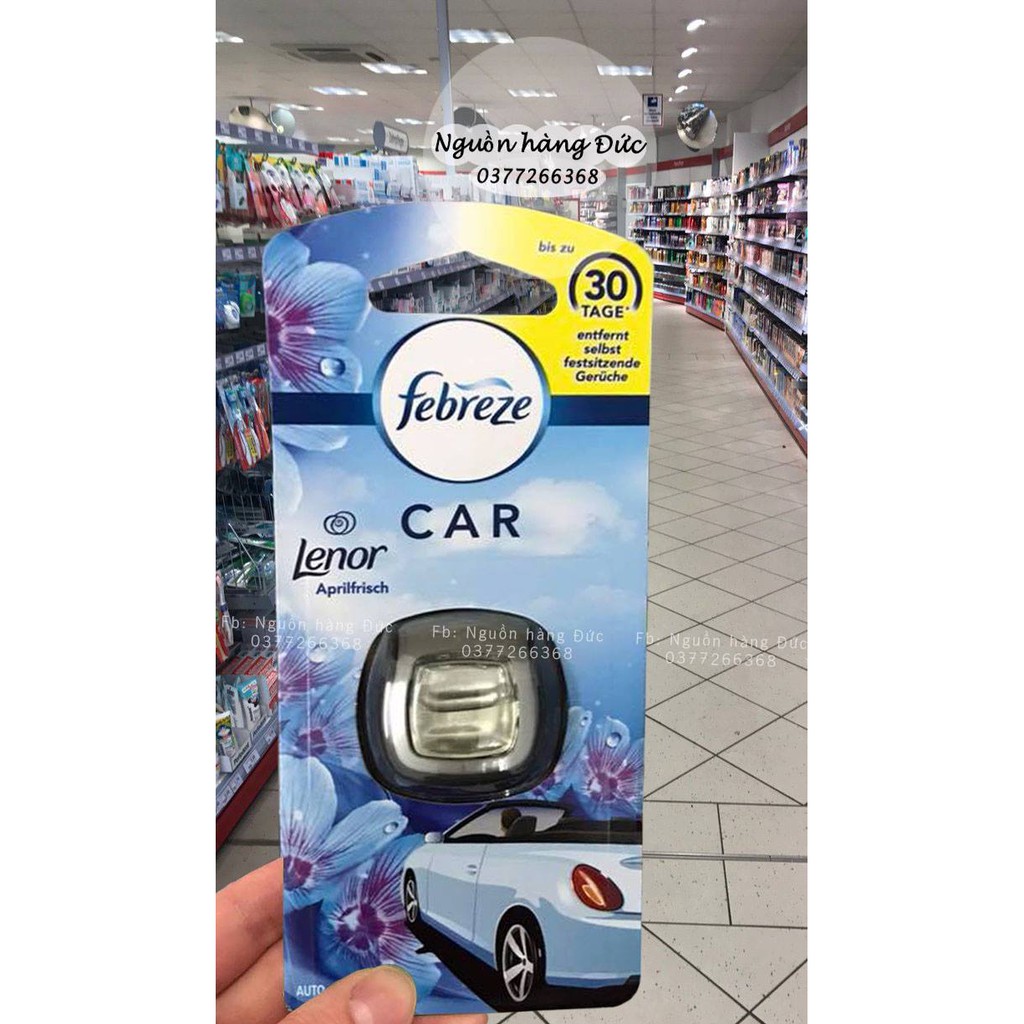 Nguồn hàng Đức
0377266368
bis zu
30
TAGE*
entfernt
selbst
festsitzende
Gerüche
febreze
CAR
Lenor
Aprilfrisch
Fb: Nguồn hàng Đức
0377266368
Fb: Nguồn hàng Đức
0377266368
Fb: Nguồn hàng Đức
0377266368
AUTO